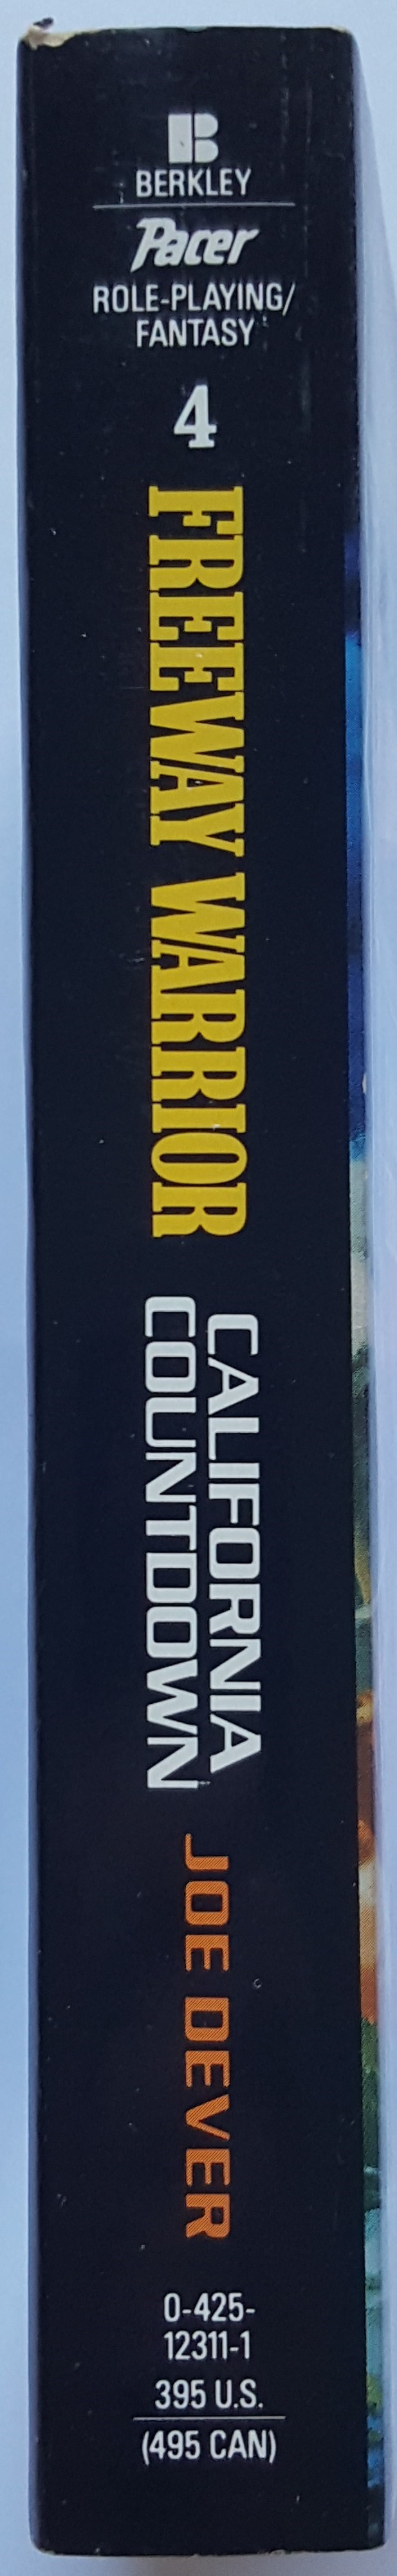 B
BERKLEY
Pacer
ROLE-PLAYING/
FANTASY
4
FREEWAY WARRIOR
CALIFORNIA
COUNTDOWN
JOE DEVER
0-425-
12311-1
395 U.S.
(495 CAN)